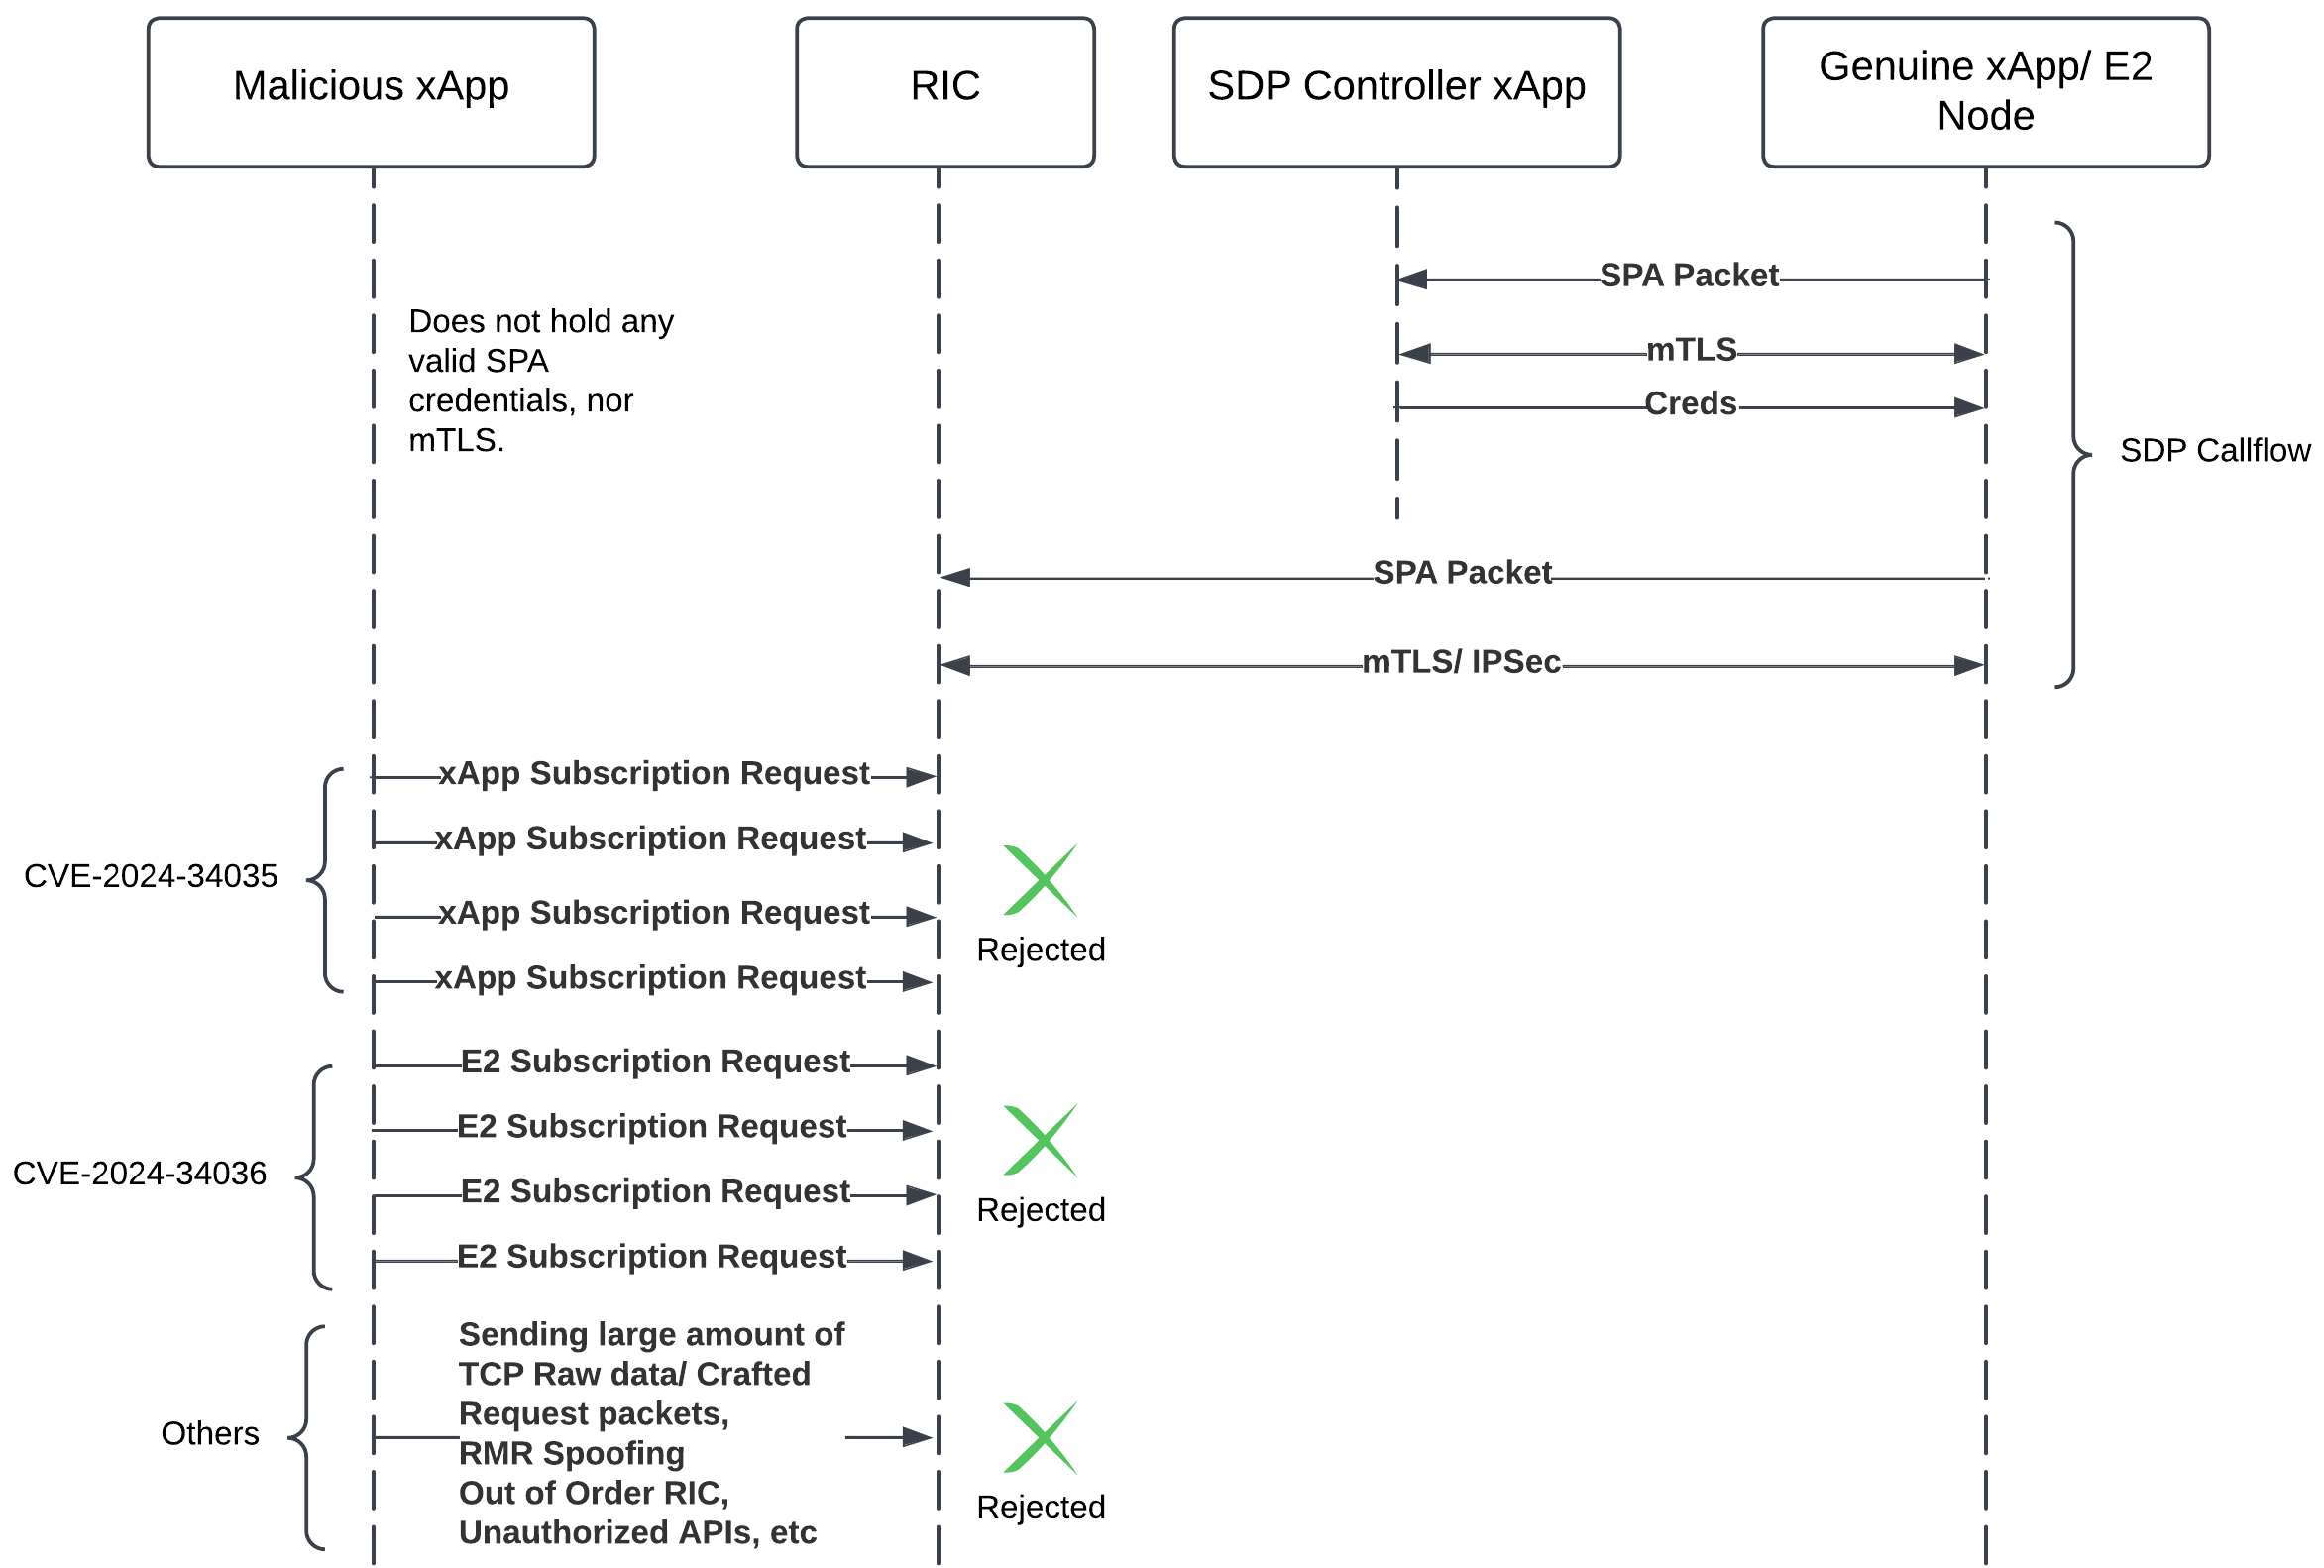 Malicious xApp
RIC
SDP Controller xApp
Genuine xApp/ E2
Node
SPA Packet
Does not hold any
valid SPA
credentials, nor
mTLS.
mTLS
Creds
SDP Callflow
SPA Packet
mTLS/ IPSec
xApp Subscription Request
xApp Subscription Request
CVE-2024-34035
xApp Subscription Request
Rejected
xApp Subscription Request
E2 Subscription Request
E2 Subscription Request
CVE-2024-34036
E2 Subscription Request
Rejected
E2 Subscription Request
Sending large amount of
TCP Raw data/ Crafted
Request packets,
Others
RMR Spoofing
Out of Order RIC,
Rejected
Unauthorized APIs, etc